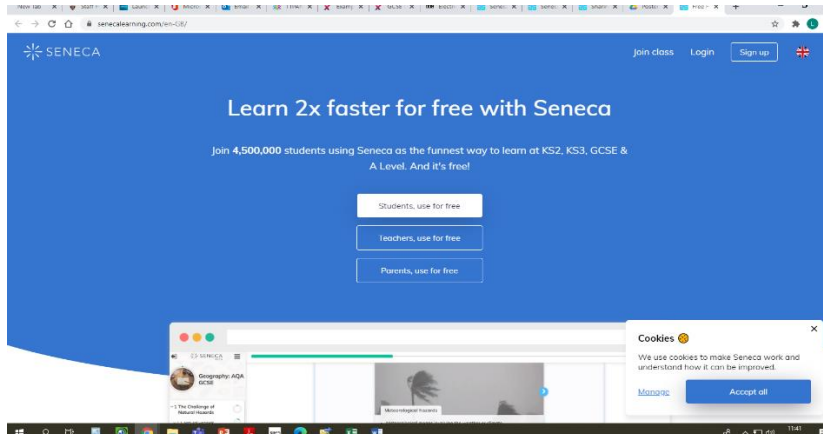 New Tab
senecalearning.com/en-GB/
SENECA
Join class Login Sign up
Learn 2x faster for free with Seneca
Join 4,500,000 students using Seneca as the funnest way to learn at KS2, KS3, GCSE &
A Level. And it's free!
Students, use for free
Teachers, use for free
Parents, use for free
Cookies
We use cookies to make Seneca work and
understand how it can be improved.
Manage Accept all
SENECA
Geography: AQA
GCSE
1 The Challenge of
Natural Hazards
Meteorological Hazards
11:41